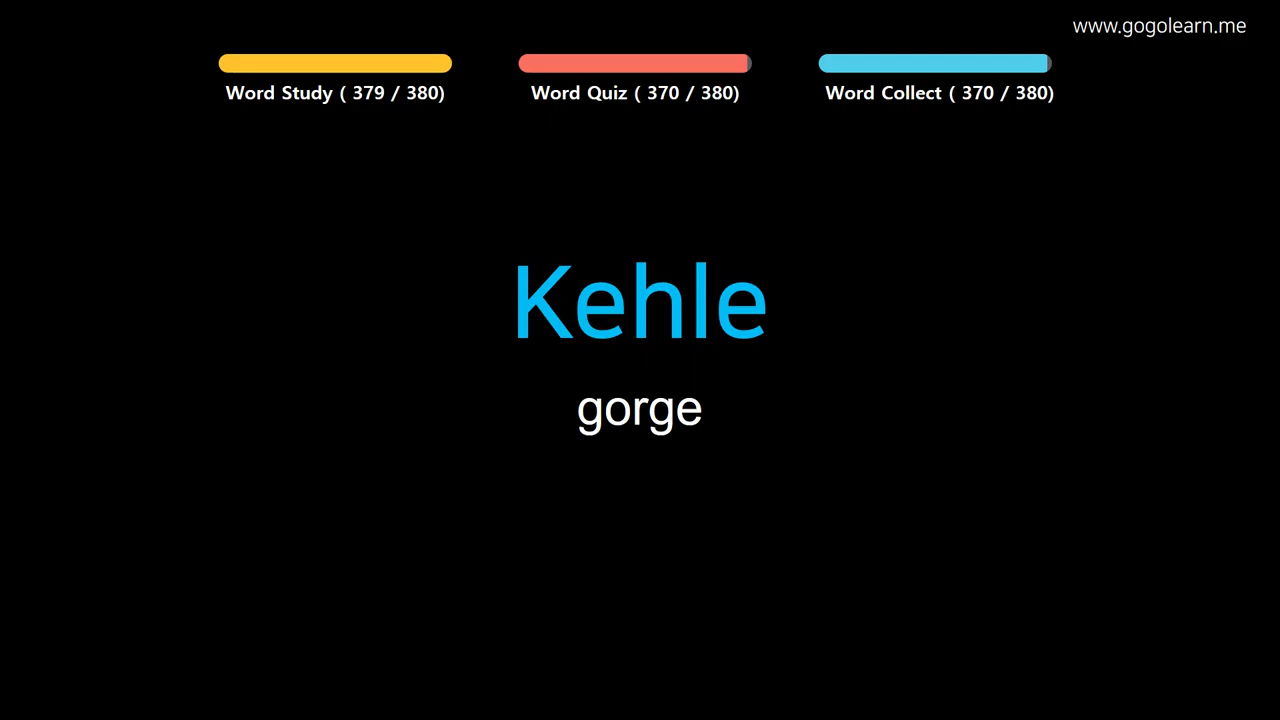 www.gogolearn.me
Word Study ( 379 / 380)
Word Quiz ( 370 / 380)
Word Collect ( 370 / 380)
Kehle
gorge